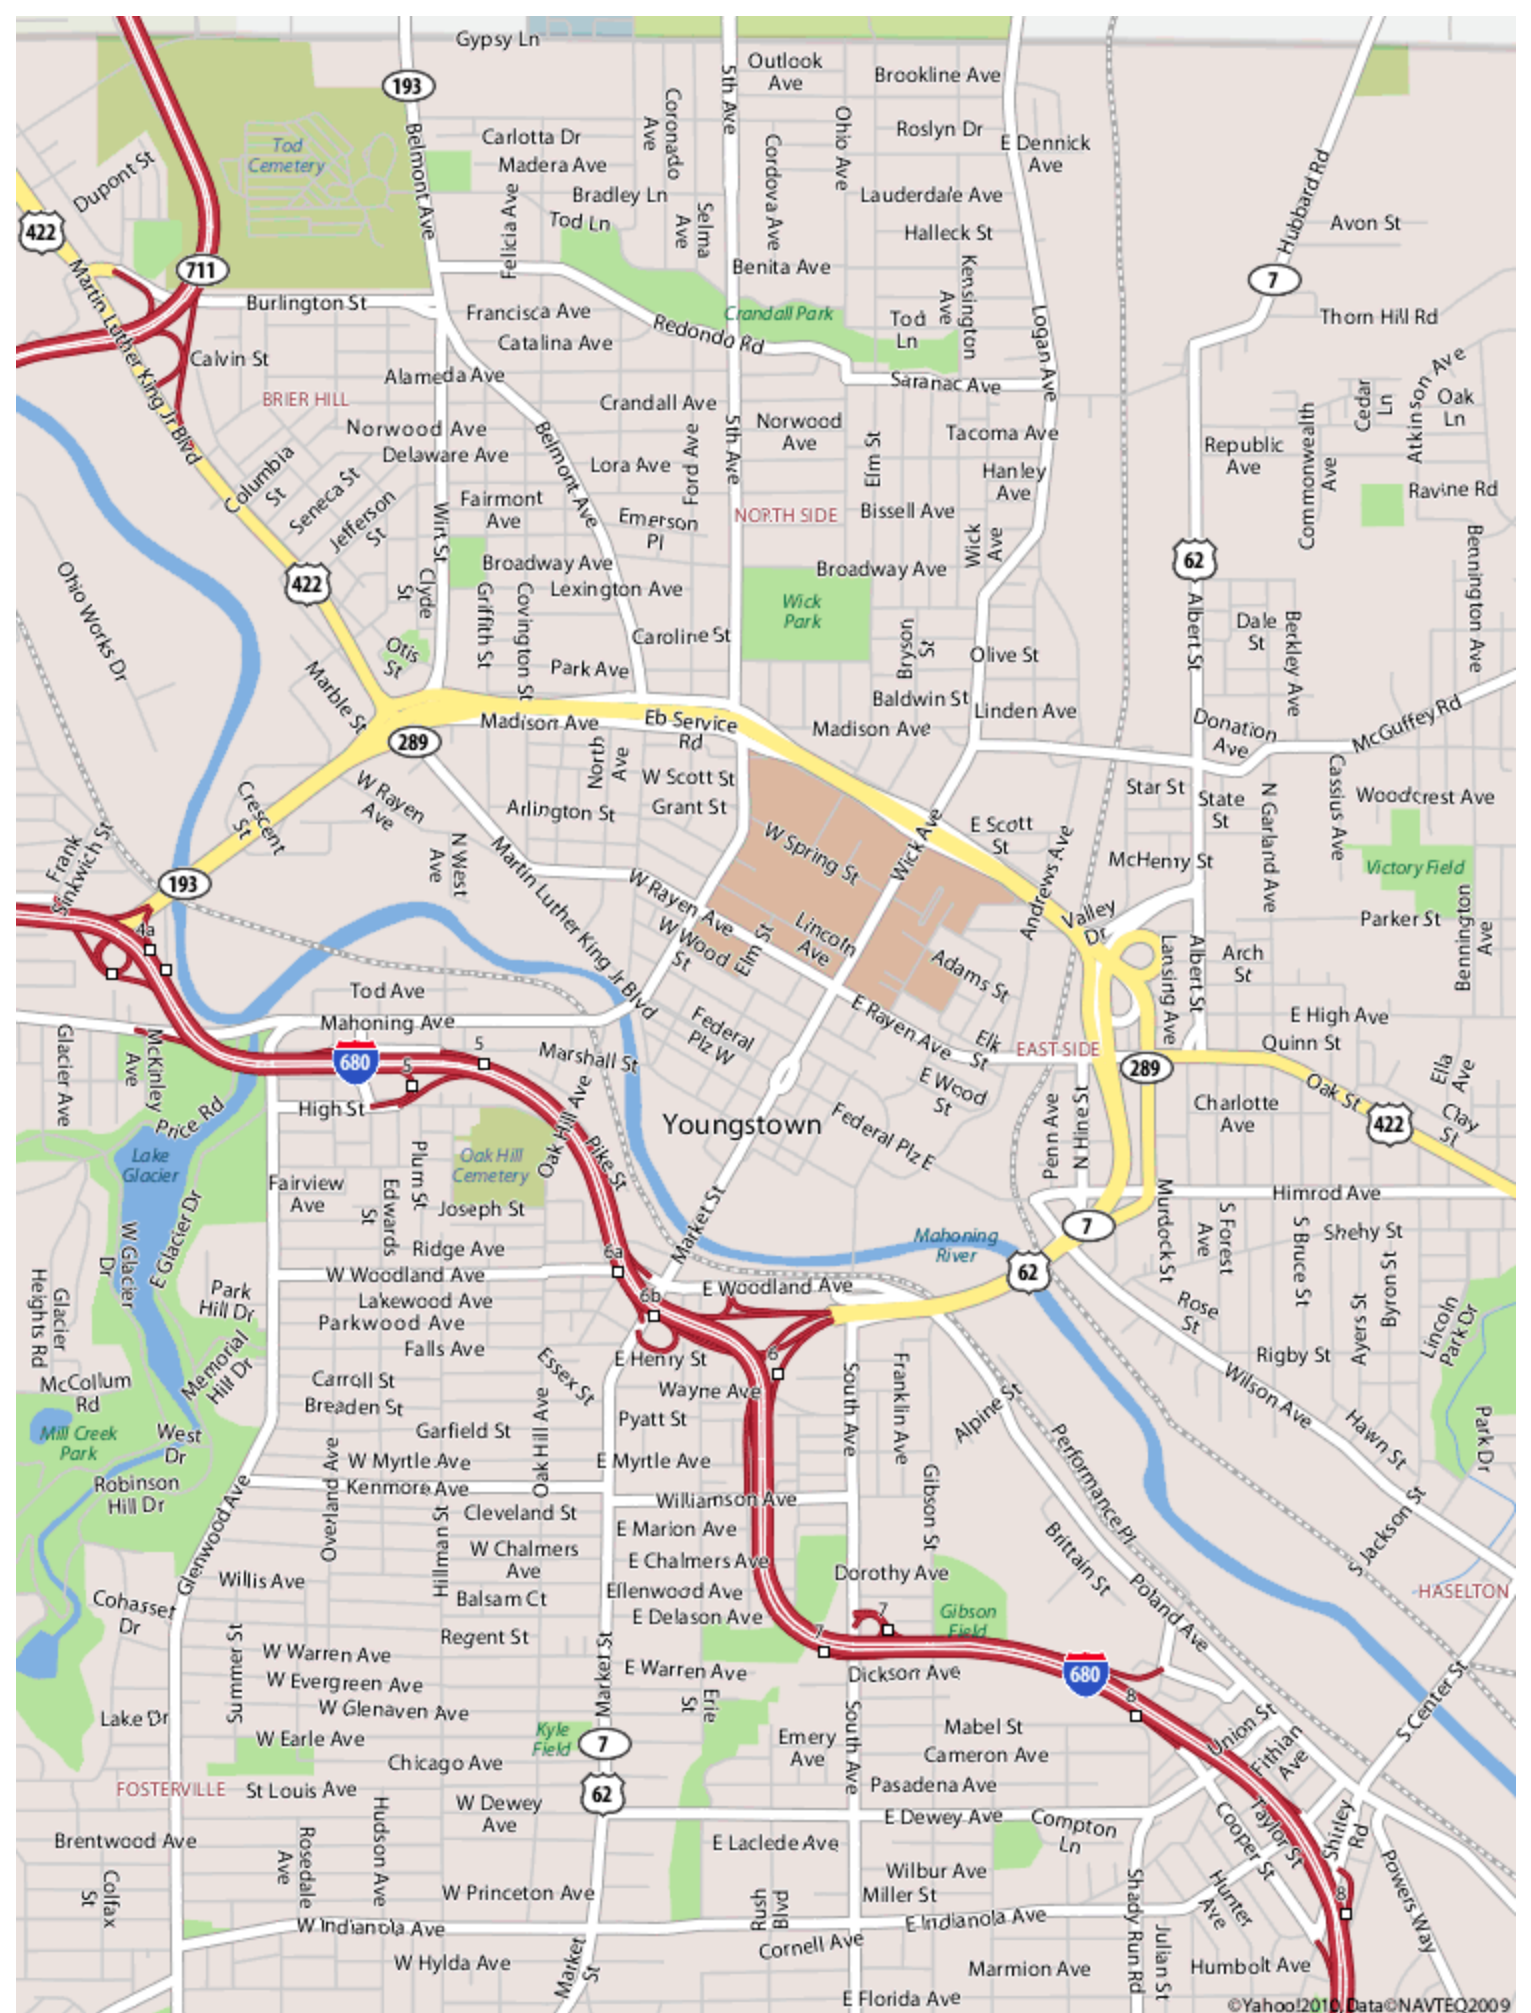 Gypsy Ln
Outlook
Ave
Brookline Ave
193
5th Ave
Coronado
Ave
Cordova Ave
Ohio Ave
Roslyn Dr
E Dennick
Ave
Carlotta Dr
Madera Ave
Tod
Cemetery
Dupont St
Belmont Ave
Bradley Ln
Tod Ln
Felicia Ave
Selma
Ave
Lauderdale Ave
Halleck St
Hubbard Rd
Avon St
422
711
Benita Ave
Kensington
Ave
7
Martin Luther King Jr Blvd
Burlington St
Francisca Ave
Crandall Park
Redondo Rd
Tod
Ln
Logan Ave
Thorn Hill Rd
Catalina Ave
Calvin St
Alameda Ave
Saranac Ave
BRIER HILL
Crandall Ave
5th Ave
Norwood
Ave
Cedar
Ln
Atkinson Ave
Oak
Ln
Norwood Ave
Delaware Ave
Belmont Ave
Lora Ave
Ford Ave
Elm St
Tacoma Ave
Hanley
Ave
Republic
Ave
Commonwealth
Ave
Columbia
St
Seneca St
Jefferson
St
Fairmont
Ave
Wirt St
Emerson
Pl
NORTH SIDE
Bissell Ave
Wick
Ave
Ravine Rd
Bennington Ave
422
Broadway Ave
Lexington Ave
Broadway Ave
62
Ohio Works Dr
Clyde
St
Griffith St
Covington St
Wick
Park
Caroline St
Bryson
St
Olive St
Albert St
Dale
St
Berkley Ave
Otis
St
Park Ave
Marble St
Baldwin St
Linden Ave
289
Madison Ave
Eb Service
Rd
Madison Ave
Donation
Ave
McGuffey Rd
North
Ave
W Scott St
Grant St
W Rayen
Ave
Arlington St
Crescent
St
Star St
State
St
N Garland Ave
Cassius Ave
Woodcrest Ave
E Scott
St
Andrews Ave
McHenry St
Victory Field
W Spring St
Wick Ave
Frank
Sinkwich St
193
N West
Ave
Martin Luther King Jr Blvd
W Rayen Ave
W Wood
St
Elm St
Lincoln
Ave
Valley
Dr
Parker St
Bennington
Ave
4a
Adams St
Lansing Ave
Albert St
Arch
St
Tod Ave
Mahoning Ave
Federal
Plz W
E Rayen Ave
Elk
St
EAST SIDE
E High Ave
Quinn St
Glacier Ave
McKinley
Ave
680
5
5
Marshall St
289
Oak St
Ella
Ave
422
Clay
St
Price Rd
High St
Oak Hill Ave
Pike St
Youngstown
E Wood
St
Federal Plz E
Penn Ave
N Hine St
Charlotte
Ave
Lake
Glacier
Plum St
Oak Hill
Cemetery
Fairview
Ave
Edwards
St
Joseph St
W Glacier
Dr
E Glacier Dr
Ridge Ave
Market St
Mahoning
River
7
Himrod Ave
Murdock St
S Forest
Ave
S Bruce St
Shehy St
Byron St
6a
62
W Woodland Ave
6b
E Woodland Ave
Glacier
Heights Rd
Park
Hill Dr
Lakewood Ave
Parkwood Ave
Falls Ave
Rose
St
Ayers St
Lincoln
Park Dr
Memorial
Hill Dr
Essex St
E Henry St
6
Wayne Ave
Rigby St
Wilson Ave
McCollum
Rd
Carroll St
Breaden St
Oak Hill Ave
South Ave
Franklin Ave
Alpine St
Mill Creek
Park
West
Dr
Garfield St
Pyatt St
Hawn St
Park Dr
Robinson
Hill Dr
Overland Ave
W Myrtle Ave
E Myrtle Ave
Performance Pl
Kenmore Ave
Williamson Ave
Gibson St
Glenwood Ave
Hillman St
Cleveland St
E Marion Ave
Brittain St
S Jackson St
W Chalmers
Ave
E Chalmers Ave
Dorothy Ave
Willis Ave
Balsam Ct
Ellenwood Ave
Poland Ave
HASELTON
Cohasset
Dr
Summer St
E Delason Ave
Gibson
Field
7
7
Regent St
Market St
W Warren Ave
E Warren Ave
Dickson Ave
680
W Evergreen Ave
Erie
St
8
S Center St
Lake Dr
W Glenaven Ave
South Ave
Mabel St
Union St
W Earle Ave
Kyle
Field
7
Emery
Ave
Cameron Ave
Fithian
Ave
Chicago Ave
Pasadena Ave
FOSTERVILLE
St Louis Ave
62
W Dewey
Ave
E Dewey Ave
Compton
Ln
Cooper St
Taylor St
Shirley
Rd
Brentwood Ave
Rosedale
Ave
Hudson Ave
E Laclede Ave
Powers Way
Colfax
St
Wilbur Ave
Miller St
W Princeton Ave
Rush
Blvd
Shady Run Rd
Hunter
Ave
8
W Indianola Ave
E Indianola Ave
Cornell Ave
Julian St
W Hylda Ave
Market
St
Marmion Ave
Humbolt Ave
E Florida Ave
©Yahoo!2010, Data©NAVTEQ2009